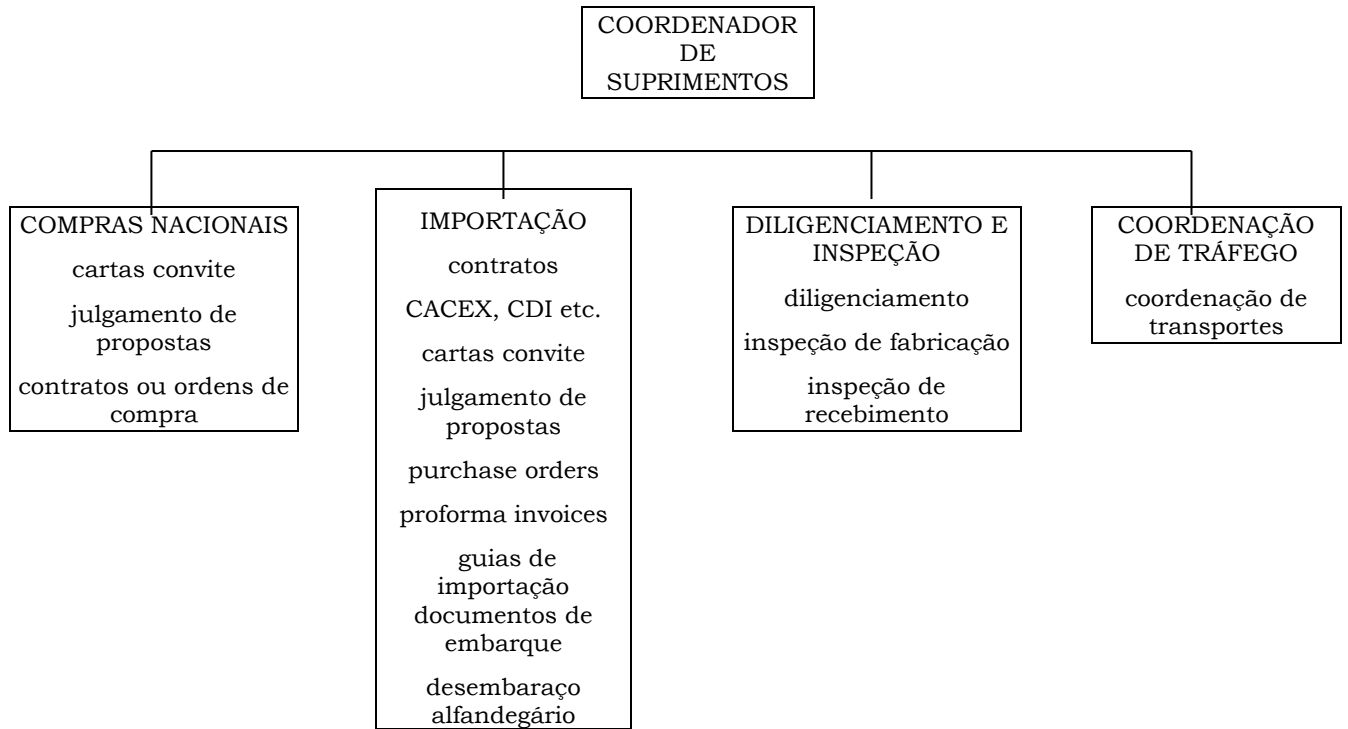 COORDENADOR
DE
SUPRIMENTOS
COMPRAS NACIONAIS
cartas convite
julgamento de
propostas
contratos ou ordens de
compra
IMPORTAÇÃO
contratos
CACEX, CDI etc.
cartas convite
julgamento de
propostas
purchase orders
proforma invoices
guias de
importação
documentos de
embarque
desembaraço
alfandegário
DILIGENCIAMENTO E
INSPEÇÃO
diligenciamento
inspeção de fabricação
inspeção de
recebimento
COORDENAÇÃO
DE TRÁFEGO
coordenação de
transportes